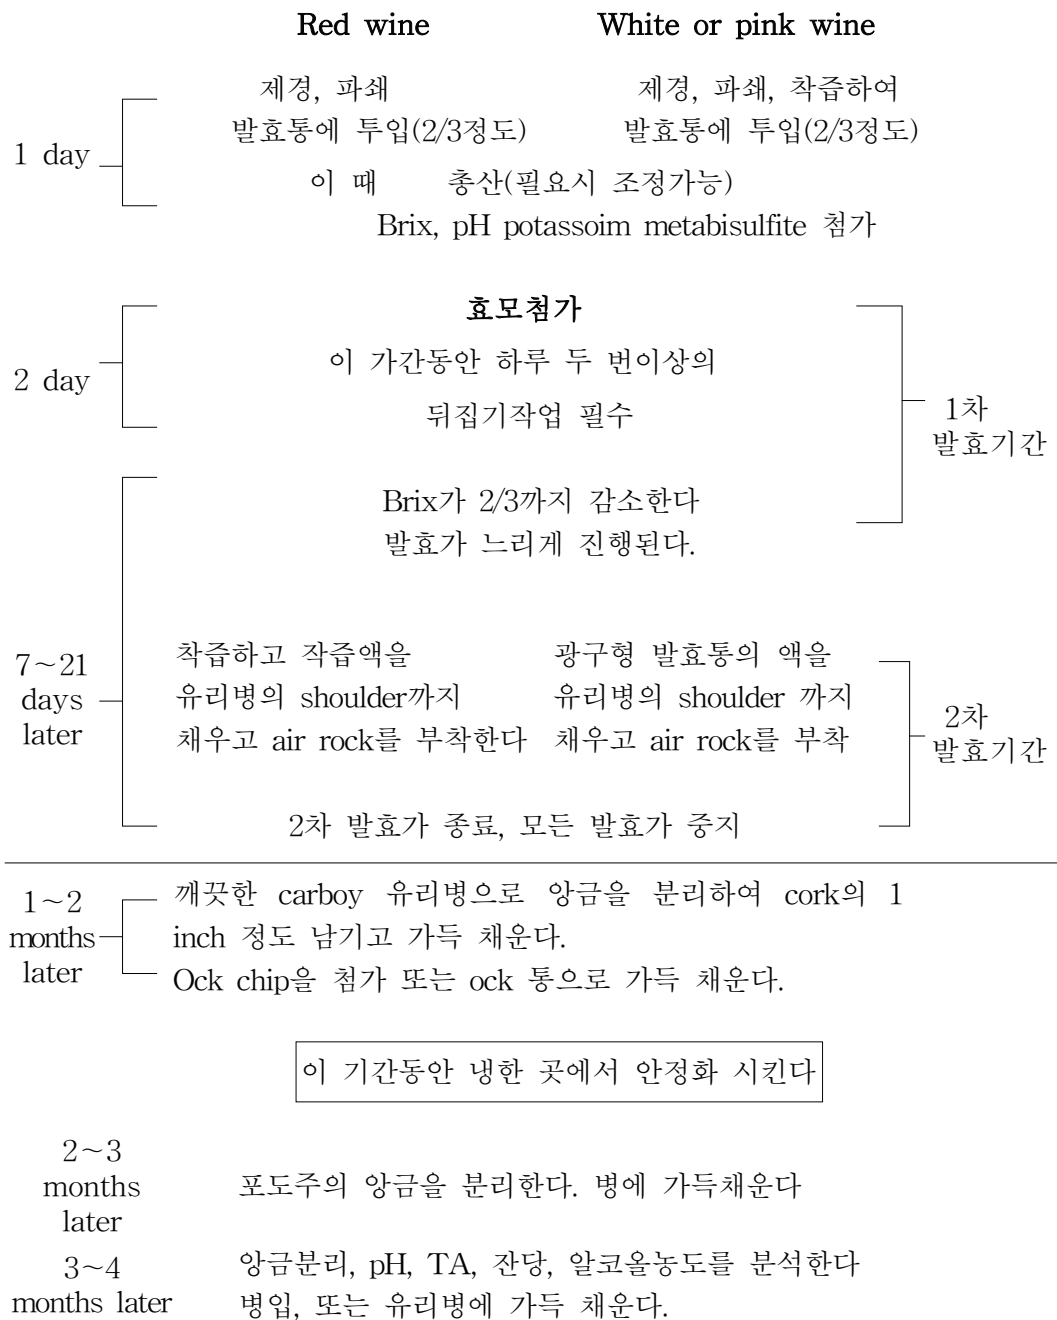 Red wine
White or pink wine
1 day
제경, 파쇄
발효통에 투입(2/3정도)
제경, 파쇄, 착즙하여
발효통에 투입(2/3정도)
이 때 총산(필요시 조정가능)
Brix, pH potassoim metabisulfite 첨가
2 day
효모첨가
이 가간동안 하루 두 번이상의
뒤집기작업 필수
1차
발효기간
Brix가 2/3까지 감소한다
발효가 느리게 진행된다.
7~21
days
later
착즙하고 작즙액을
유리병의 shoulder까지
채우고 air rock를 부착한다
광구형 발효통의 액을
유리병의 shoulder 까지
채우고 air rock를 부착
2차
발효기간
2차 발효가 종료, 모든 발효가 중지
1~2
months
later
깨끗한 carboy 유리병으로 앙금을 분리하여 cork의 1
inch 정도 남기고 가득 채운다.
Ock chip을 첨가 또는 ock 통으로 가득 채운다.
이 기간동안 냉한 곳에서 안정화 시킨다
2~3
months
later
포도주의 앙금을 분리한다. 병에 가득채운다
3~4
months later
앙금분리, pH, TA, 잔당, 알코올농도를 분석한다
병입, 또는 유리병에 가득 채운다.